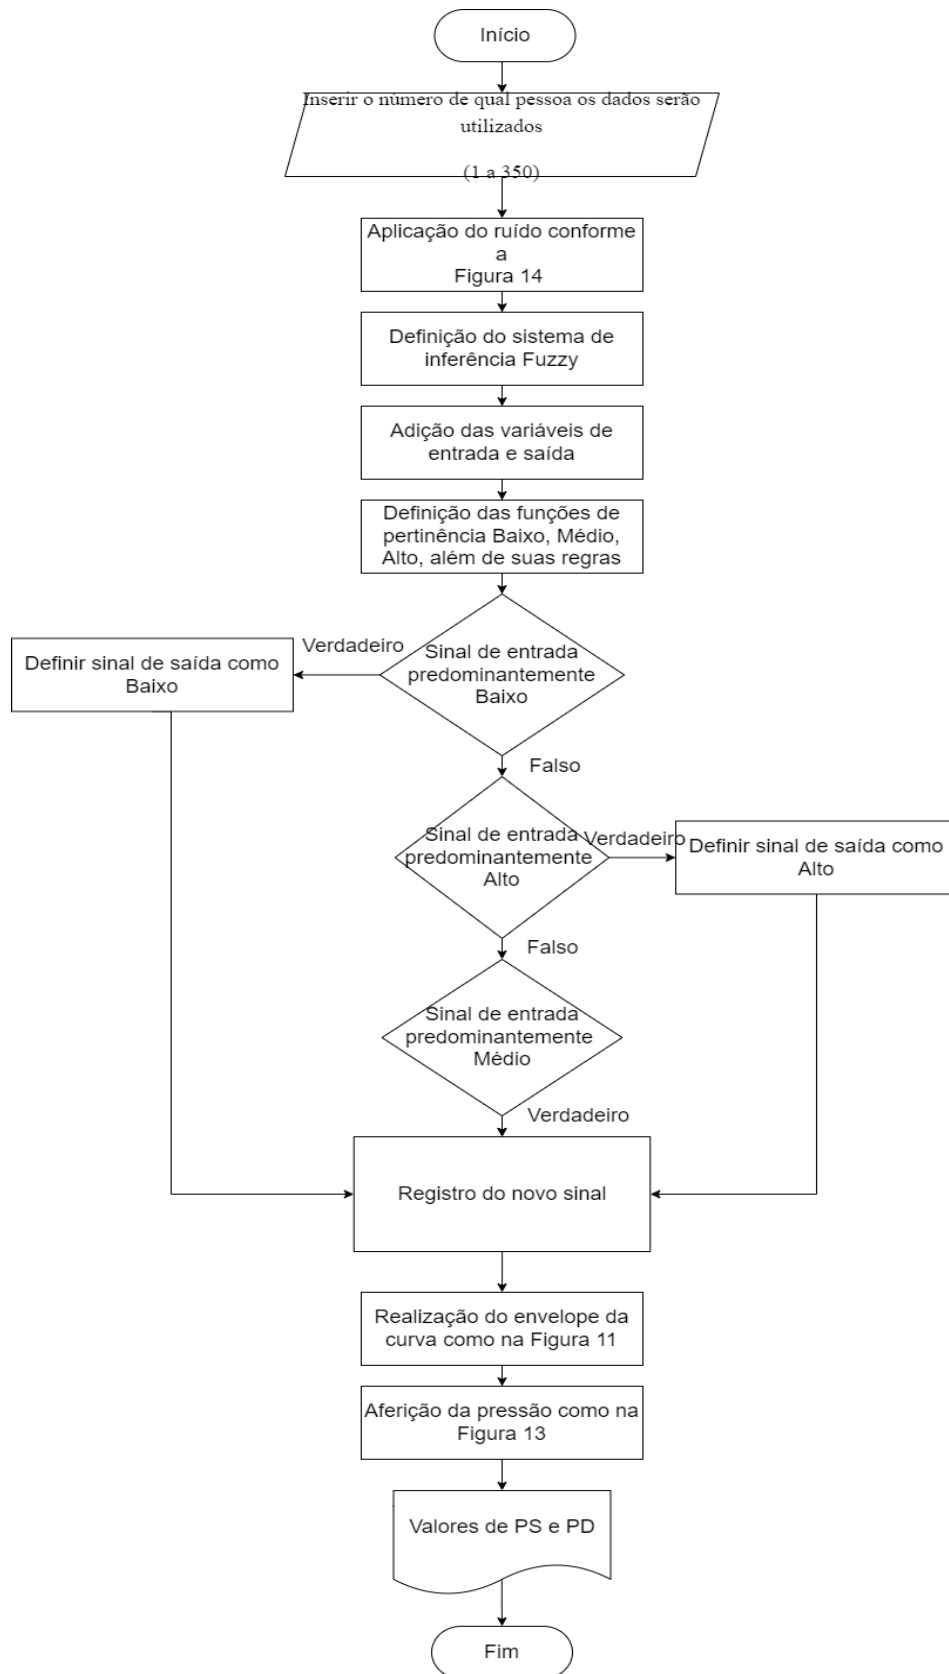 Início
Inserir o número de qual pessoa os dados serão
utilizados
(1 a 350)
Aplicação do ruído conforme
a
Figura 14
Definição do sistema de
inferência Fuzzy
Adição das variáveis de
entrada e saída
Definição das funções de
pertinência Baixo, Médio,
Alto, além de suas regras
Sinal de entrada
predominantemente
Baixo
Verdadeiro
Definir sinal de saída como
Baixo
Falso
Sinal de entrada
predominantemente
Alto
Verdadeiro
Definir sinal de saída como
Alto
Falso
Sinal de entrada
predominantemente
Médio
Verdadeiro
Registro do novo sinal
Realização do envelope da
curva como na Figura 11
Aferição da pressão como na
Figura 13
Valores de PS e PD
Fim